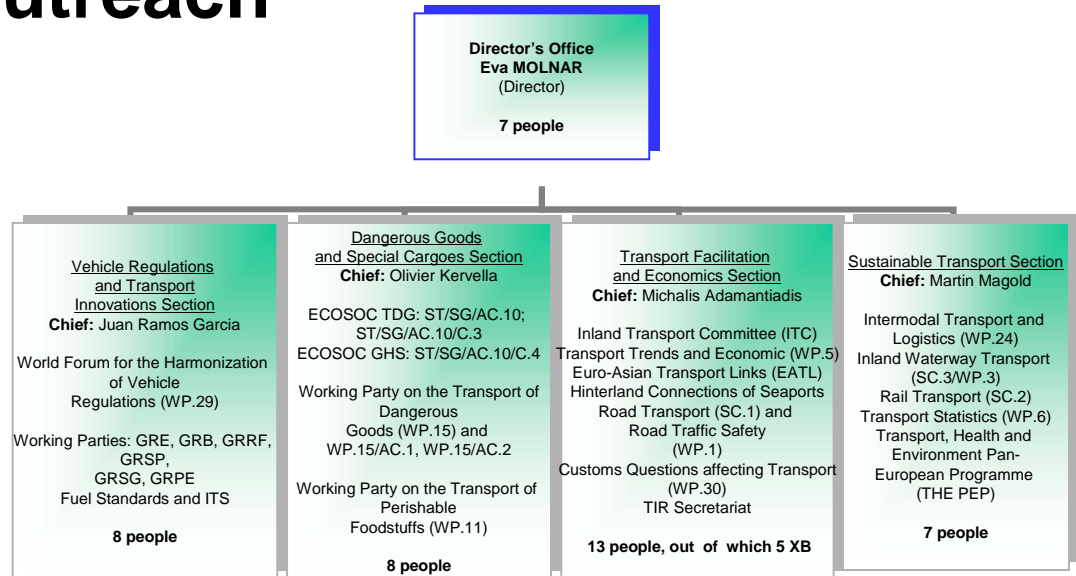 Director's Office
Eva MOLNAR
(Director)
7 people
Vehicle Regulations
and Transport
Innovations Section
Chief: Juan Ramos Garcia
World Forum for the Harmonization
of Vehicle
Regulations (WP.29)
Working Parties: GRE, GRB, GRRF,
GRSP,
GRSG, GRPE
Fuel Standards and ITS
8 people
Dangerous Goods
and Special Cargoes Section
Chief: Olivier Kervella
ECOSOC TDG: ST/SG/AC.10;
ST/SG/AC.10/C.3
ECOSOC GHS: ST/SG/AC.10/C.4
Working Party on the Transport of
Dangerous
Goods (WP.15) and
WP.15/AC.1, WP.15/AC.2
Working Party on the Transport of
Perishable
Foodstuffs (WP.11)
8 people
Transport Facilitation
and Economics Section
Chief: Michalis Adamantiadis
Inland Transport Committee (ITC)
Transport Trends and Economic (WP.5)
Euro-Asian Transport Links (EATL)
Hinterland Connections of Seaports
Road Transport (SC.1) and
Road Traffic Safety
(WP.1)
Customs Questions affecting Transport
(WP.30)
TIR Secretariat
13 people, out of which 5 XB
Sustainable Transport Section
Chief: Martin Magold
Intermodal Transport and
Logistics (WP.24)
Inland Waterway Transport
(SC.3/WP.3)
Rail Transport (SC.2)
Transport Statistics (WP.6)
Transport, Health and
Environment Pan-
European Programme
(THE PEP)
7 people